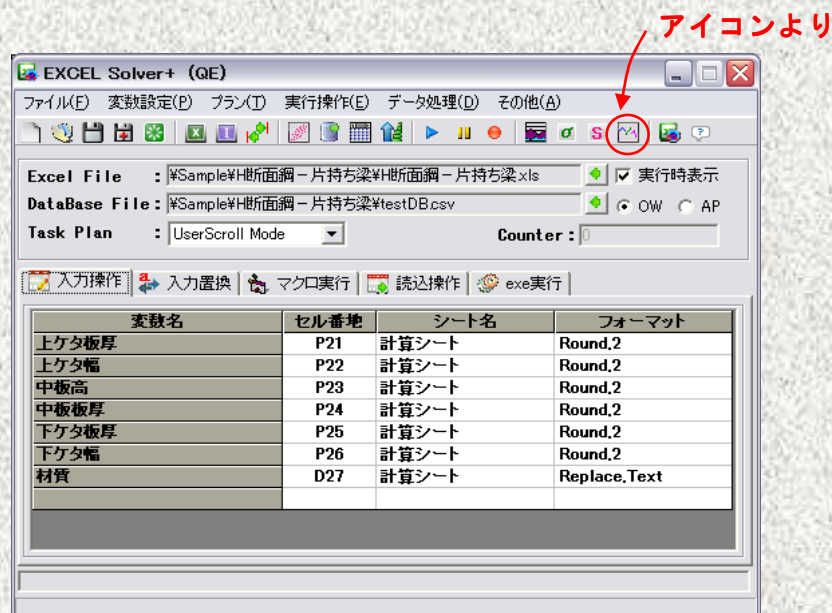 アイコンより
EXCEL Solver+ (QE)
ファイル(F) 変数設定(P) プラン(T) 実行操作(E) データ処理(D) その他(A)
Excel File : ¥Sample¥H断面鋼－片持ち梁¥H断面鋼－片持ち梁.xls 実行時表示
DataBase File : ¥Sample¥H断面鋼－片持ち梁¥testDB.csv OW AP
Task Plan : UserScroll Mode Counter : 0
入力操作 入力置換 マクロ実行 読込操作 exe実行
変数名 セル番地 シート名 フォーマット
上ケタ板厚 P21 計算シート Round,2
上ケタ幅 P22 計算シート Round,2
中板高 P23 計算シート Round,2
中板板厚 P24 計算シート Round,2
下ケタ板厚 P25 計算シート Round,2
下ケタ幅 P26 計算シート Round,2
材質 D27 計算シート Replace,Text